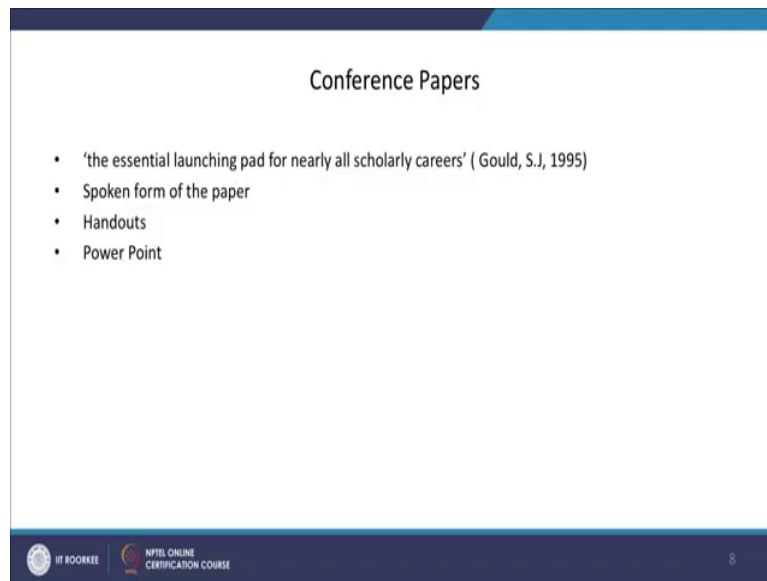 Conference Papers
• 'the essential launching pad for nearly all scholarly careers' ( Gould, S.J, 1995)
• Spoken form of the paper
• Handouts
• Power Point
IIT ROORKEE
NPTEL ONLINE
CERTIFICATION COURSE
8